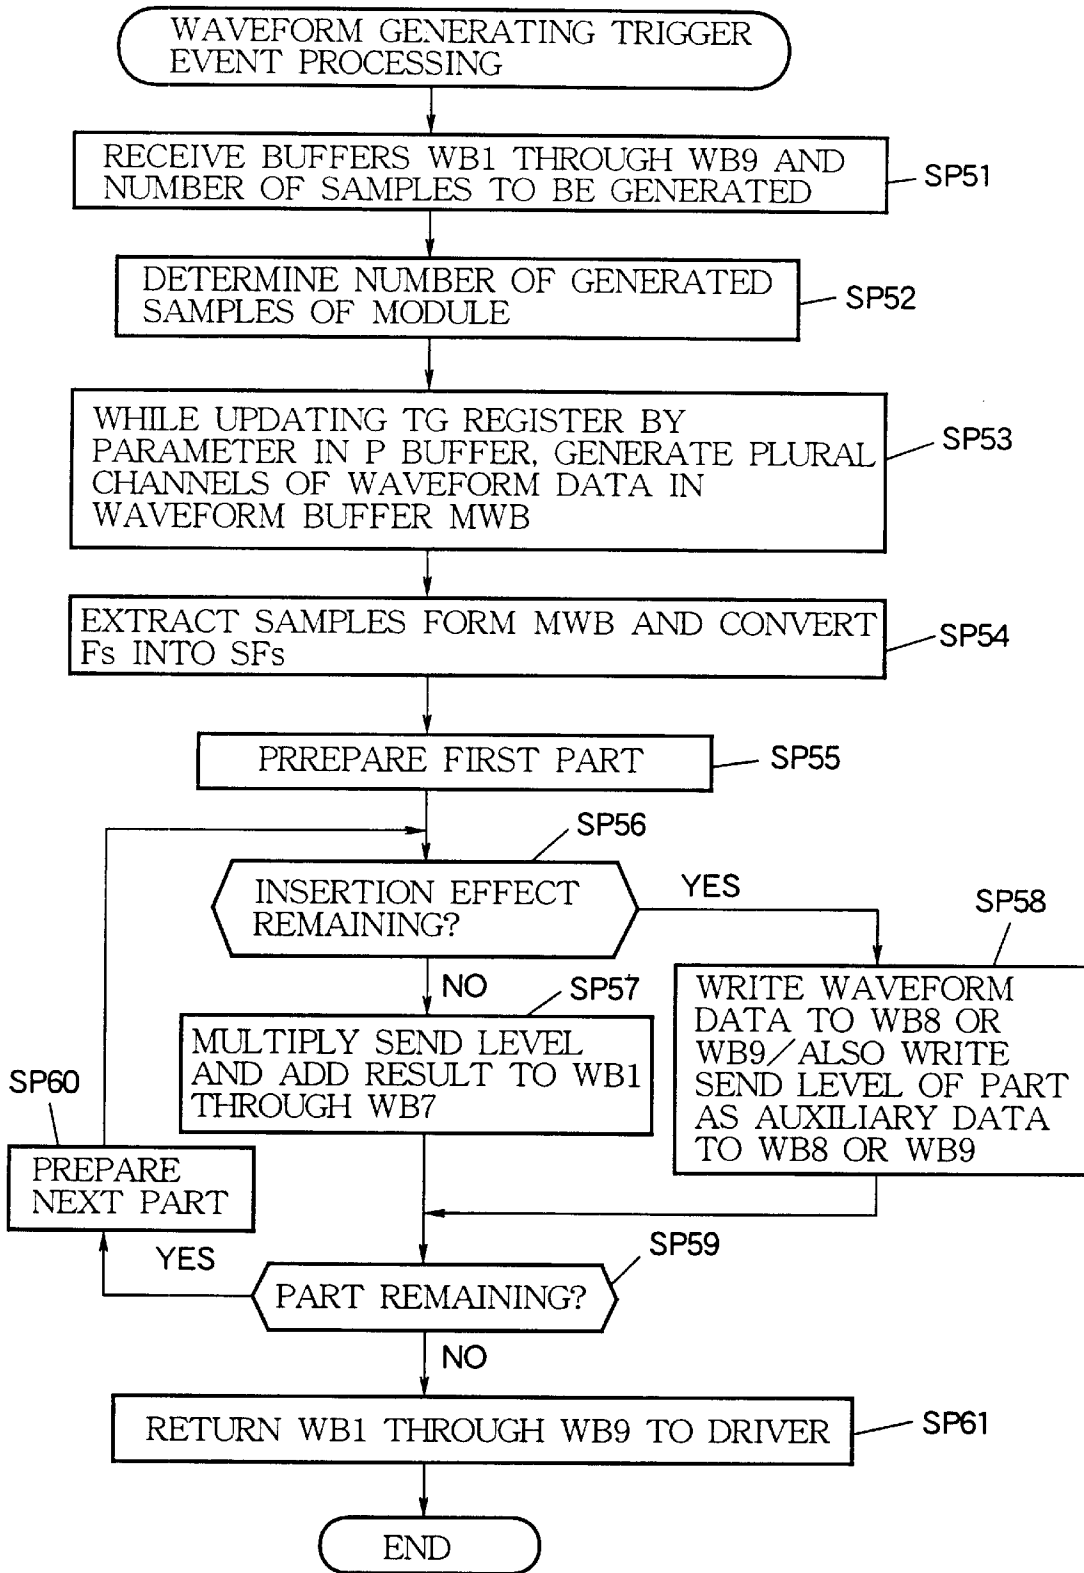 WAVEFORM GENERATING TRIGGER
EVENT PROCESSING
RECEIVE BUFFERS WB1 THROUGH WB9 AND
NUMBER OF SAMPLES TO BE GENERATED
SP51
DETERMINE NUMBER OF GENERATED
SAMPLES OF MODULE
SP52
WHILE UPDATING TG REGISTER BY
PARAMETER IN P BUFFER, GENERATE PLURAL
CHANNELS OF WAVEFORM DATA IN
WAVEFORM BUFFER MWB
SP53
EXTRACT SAMPLES FORM MWB AND CONVERT
Fs INTO SFs
SP54
PRREPARE FIRST PART
SP55
SP56
INSERTION EFFECT
REMAINING?
YES
NO
SP57
MULTIPLY SEND LEVEL
AND ADD RESULT TO WB1
THROUGH WB7
SP58
WRITE WAVEFORM
DATA TO WB8 OR
WB9/ALSO WRITE
SEND LEVEL OF PART
AS AUXILIARY DATA
TO WB8 OR WB9
SP60
PREPARE
NEXT PART
YES
SP59
PART REMAINING?
NO
RETURN WB1 THROUGH WB9 TO DRIVER
SP61
END